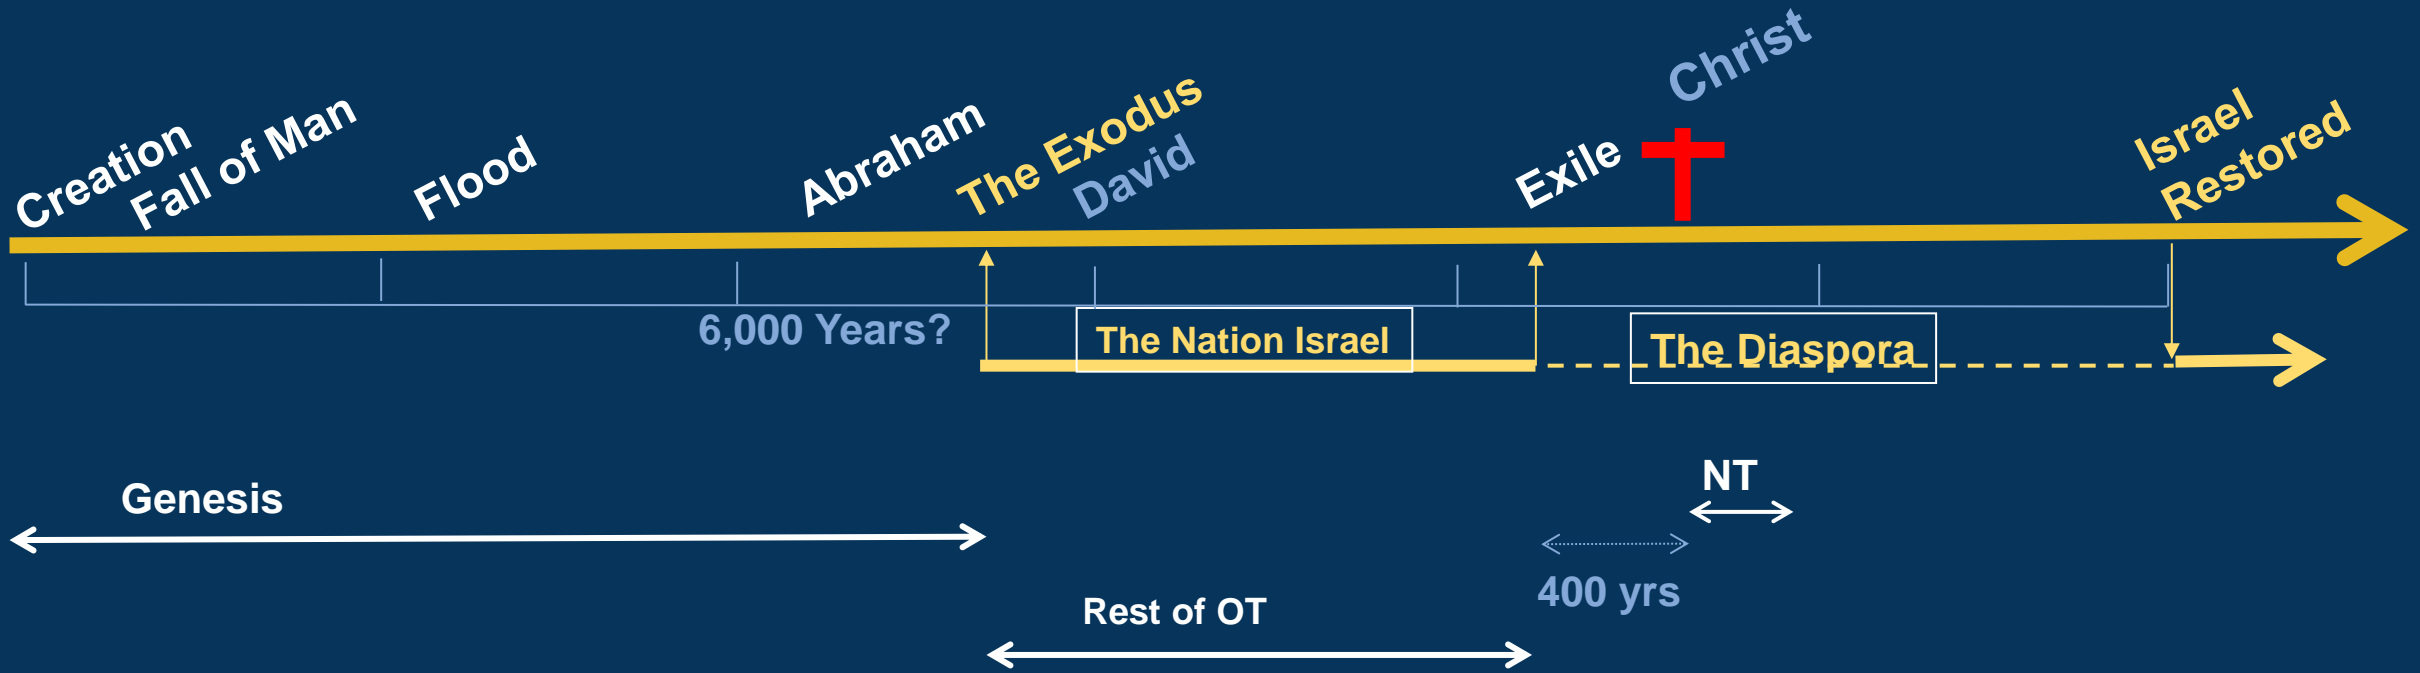 Creation
Fall of Man
Flood
Abraham
The Exodus
David
Exile
Christ
Israel
Restored
6,000 Years?
The Nation Israel
The Diaspora
Genesis
NT
400 yrs
Rest of OT